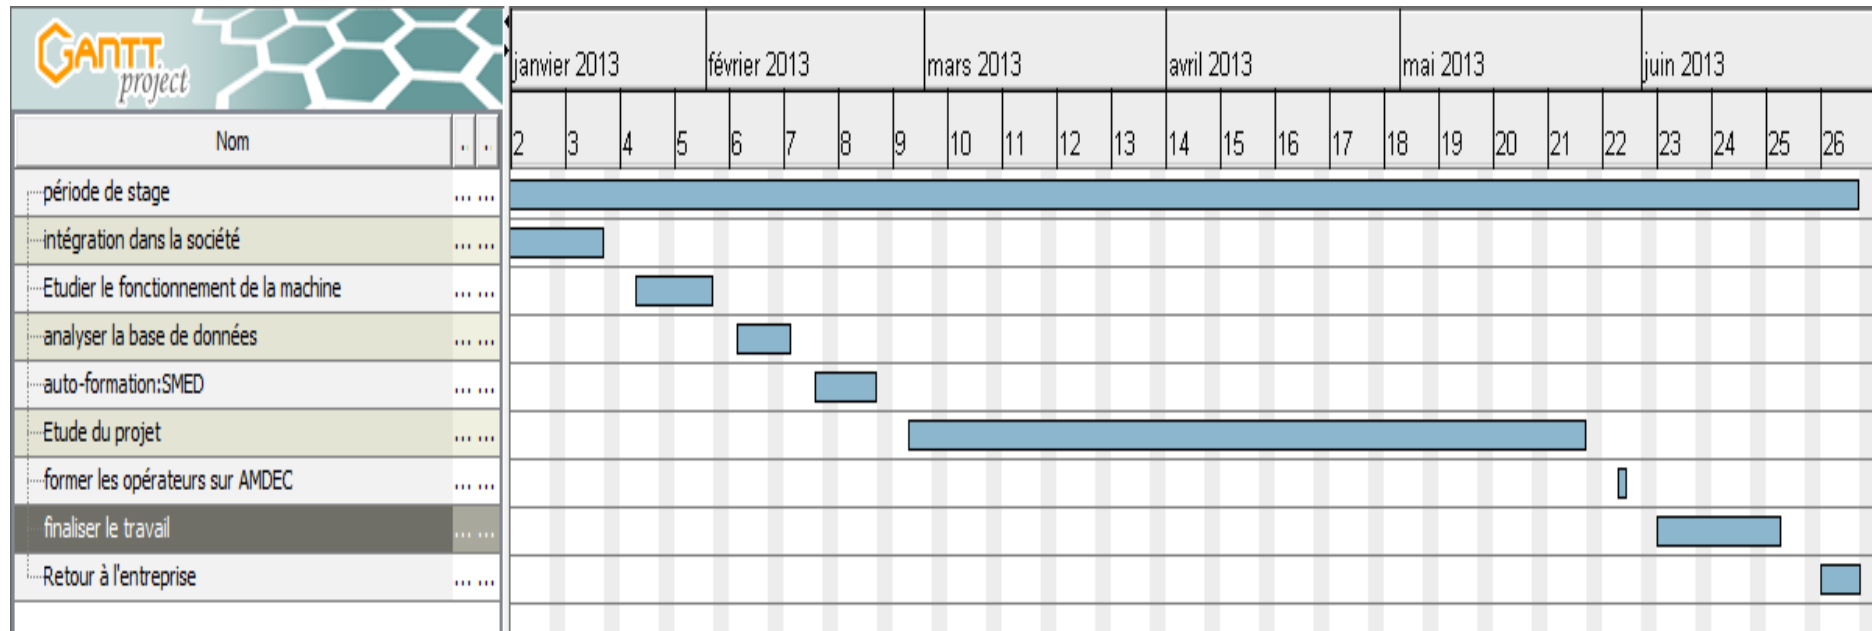 GANTT
project
janvier 2013 février 2013 mars 2013 avril 2013 mai 2013 juin 2013
Nom .. ..
2 3 4 5 6 7 8 9 10 11 12 13 14 15 16 17 18 19 20 21 22 23 24 25 26
période de stage ... ...
intégration dans la société ... ...
Etudier le fonctionnement de la machine ... ...
analyser la base de données ... ...
auto-formation:SMED ... ...
Etude du projet ... ...
former les opérateurs sur AMDEC ... ...
finaliser le travail ... ...
Retour à l'entreprise ... ...